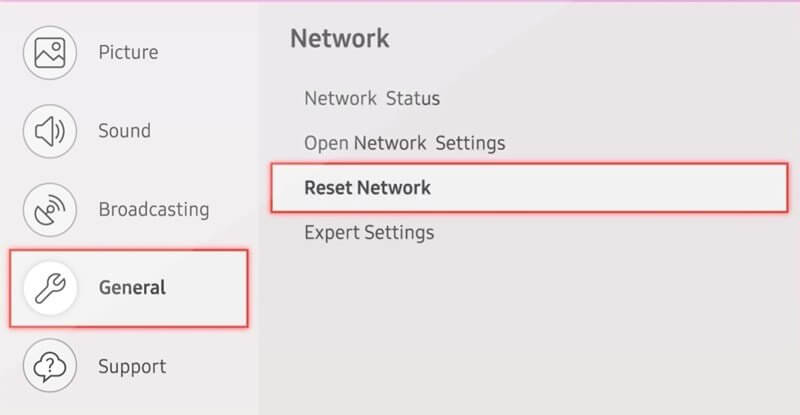 Picture
Sound
Broadcasting
General
Support
Network
Network Status
Open Network Settings
Reset Network
Expert Settings